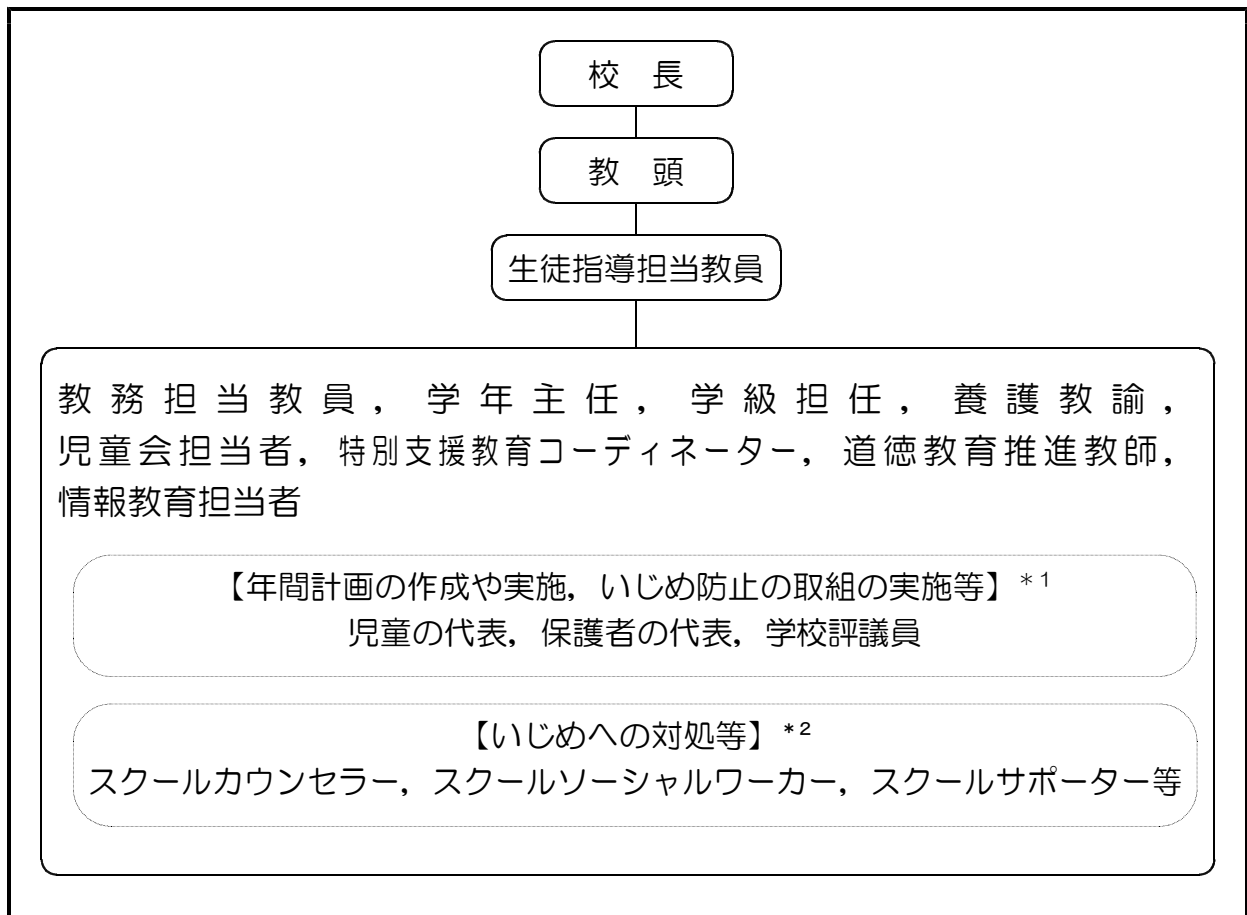 校　長
教　頭
生徒指導担当教員
教務担当教員，学年主任，学級担任，養護教諭，
児童会担当者，特別支援教育コーディネーター，道徳教育推進教師，
情報教育担当者
【年間計画の作成や実施，いじめ防止の取組の実施等】*1
児童の代表，保護者の代表，学校評議員
【いじめへの対処等】*2
スクールカウンセラー，スクールソーシャルワーカー，スクールサポーター等